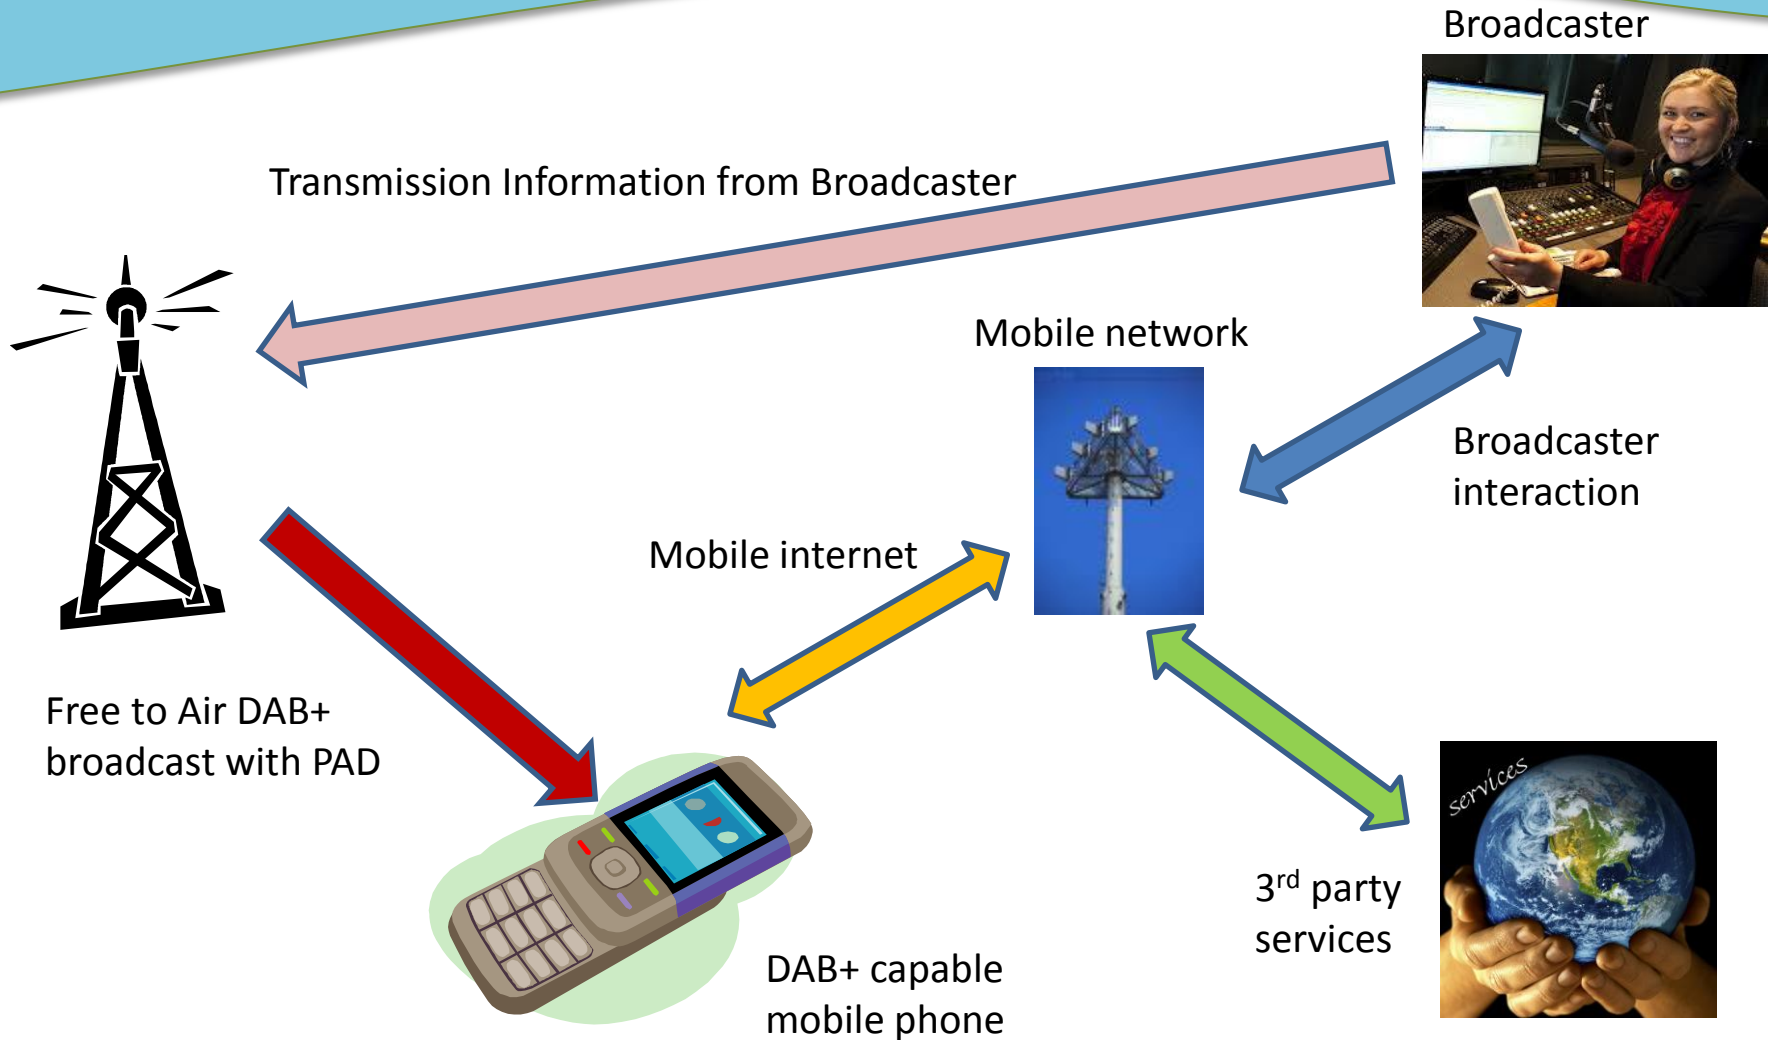 Broadcaster
Transmission Information from Broadcaster
Mobile network
Broadcaster
interaction
Mobile internet
Free to Air DAB+
broadcast with PAD
services
3rd party
services
DAB+ capable
mobile phone